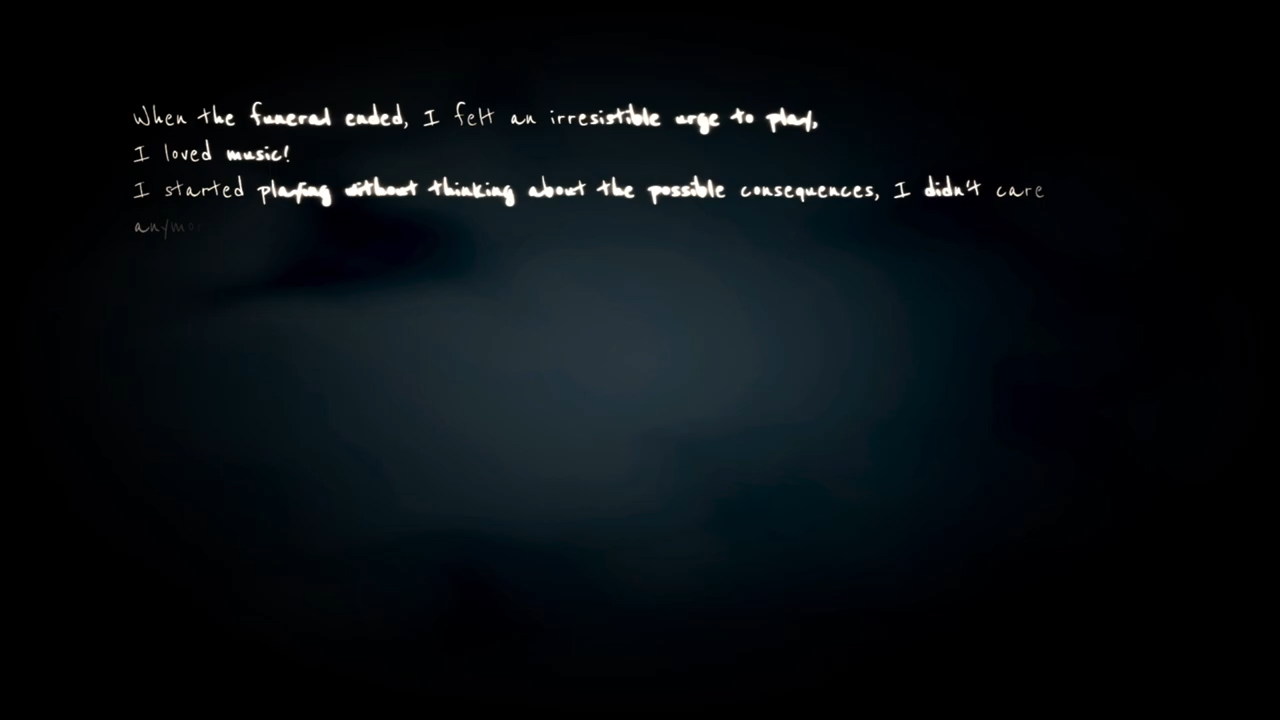 When the funeral ended, I felt an irresistible urge to play,
I loved music!
I started playing without thinking about the possible consequences, I didn't care
anymo